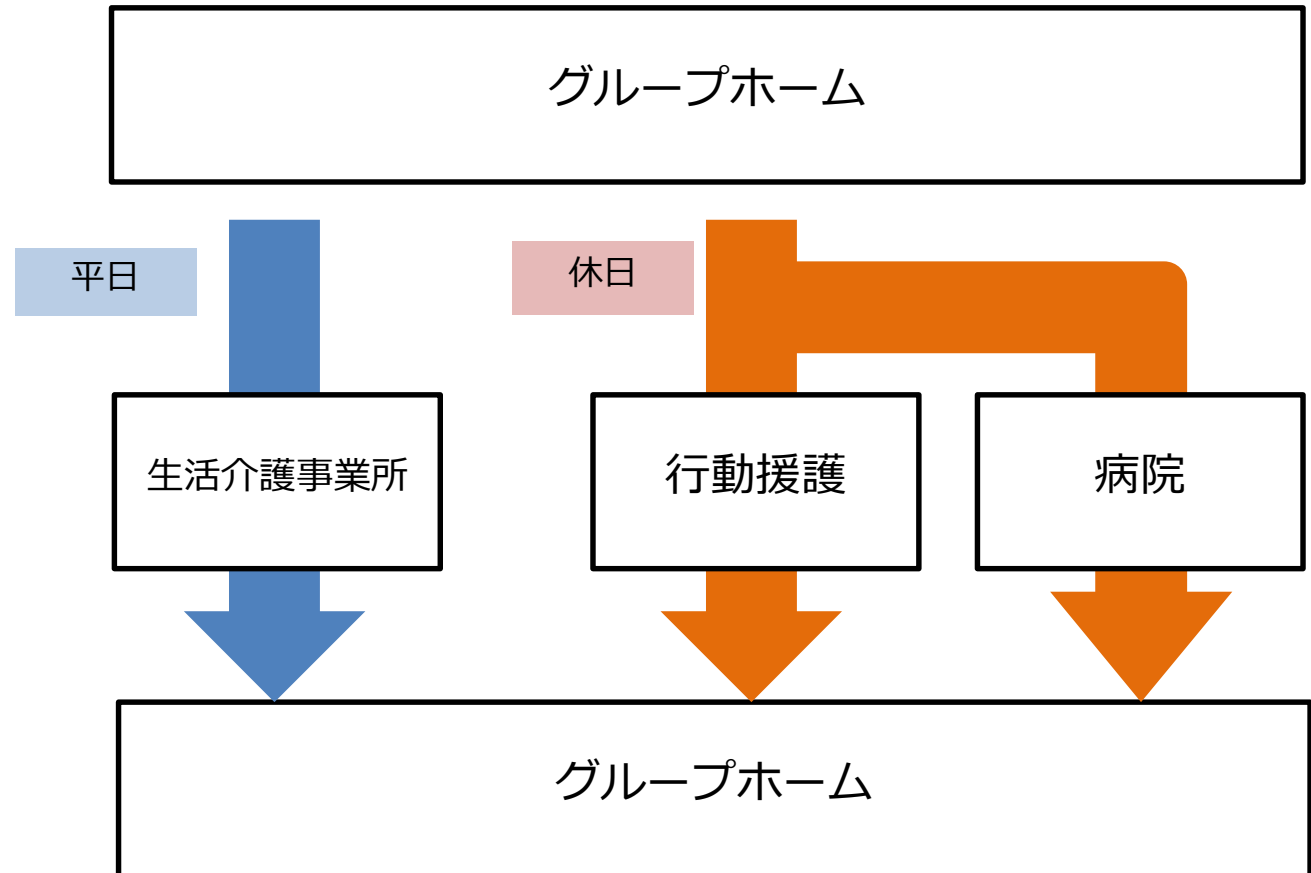 グループホーム
平日
休日
生活介護事業所
行動援護
病院
グループホーム